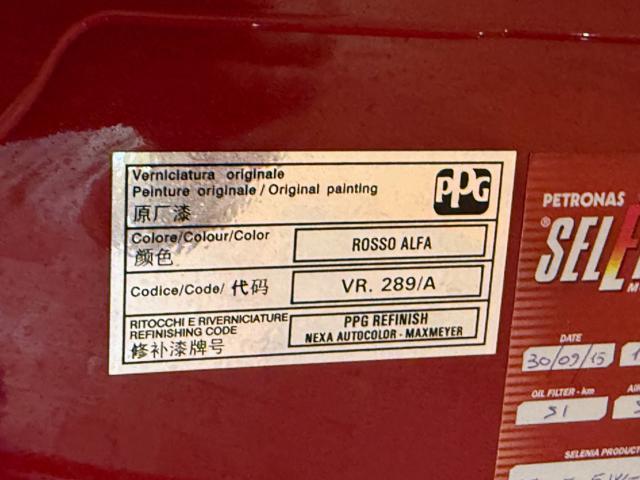 Verniciatura originale
Peinture originale / Original painting
原厂漆
PPG
Colore/Colour/Color
颜色
ROSSO ALFA
Codice/Code/ 代码
VR. 289/A
RITOCCHI E RIVERNICIATURE
REFINISHING CODE
修补漆牌号
PPG REFINISH
NEXA AUTOCOLOR - MAXMEYER
PETRONAS
DATE
30/09/15
OIL FILTER - km
SI
SELENIA PRODUCT